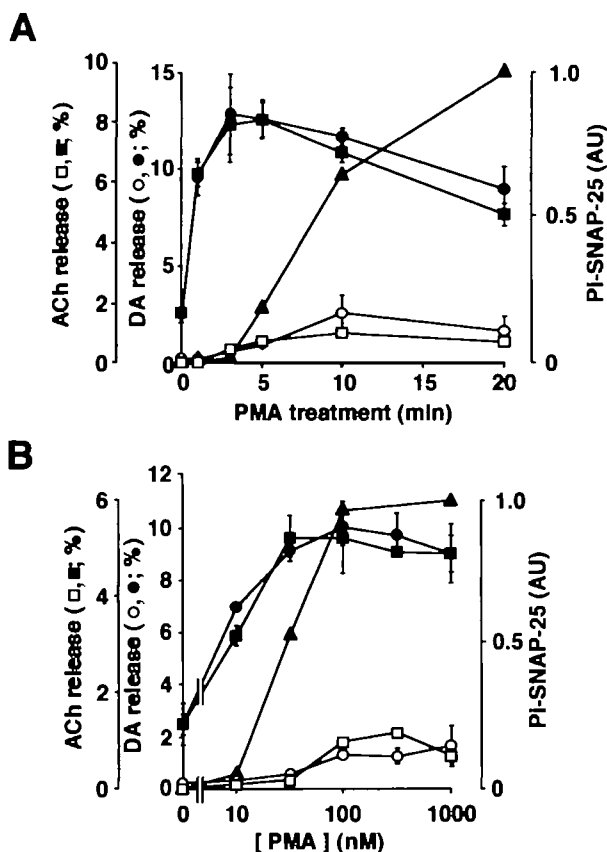 A
ACh release (□, ■; %)
10
8
6
4
2
0
DA release (○, ●; %)
15
10
5
0
Pi-SNAP-25 (AU)
1.0
0.5
0
0 5 10 15 20
PMA treatment (min)
B
ACh release (□, ■; %)
6
4
2
0
DA release (○, ●; %)
12
10
8
6
4
2
0
Pi-SNAP-25 (AU)
1.0
0.5
0
0 10 100 1000
[ PMA ] (nM)